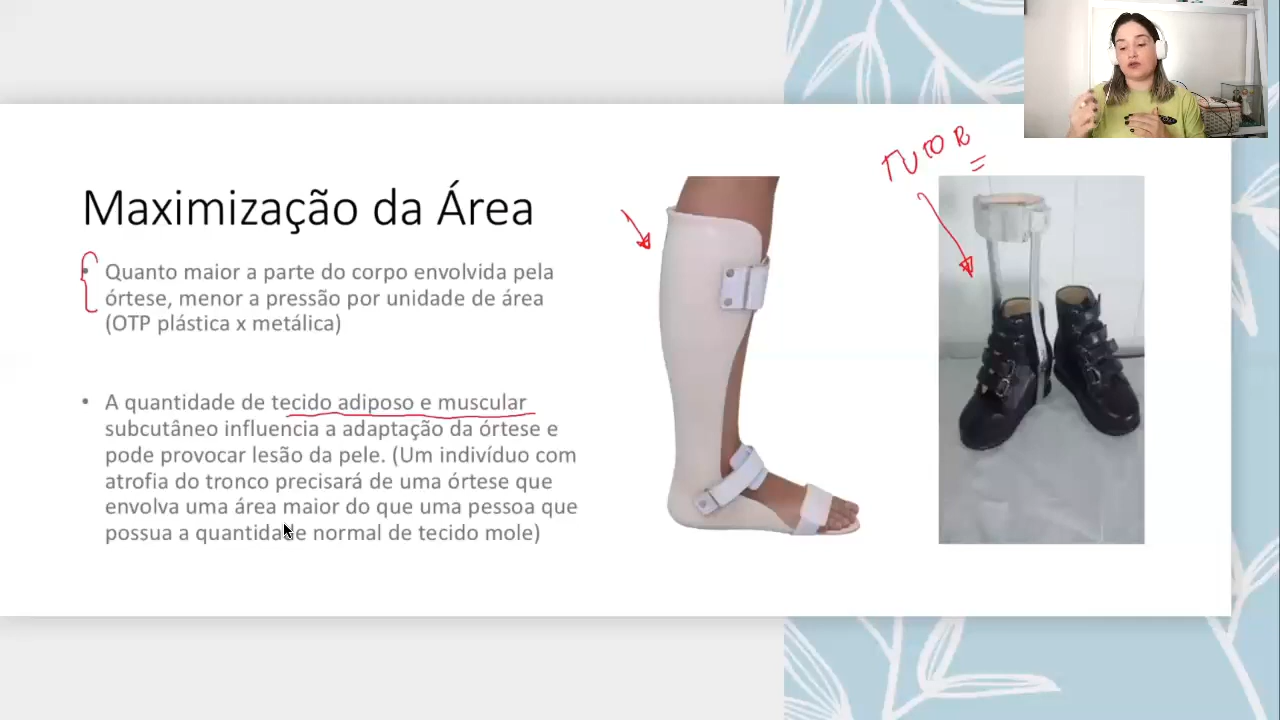 TUTOR
Maximização da Área
• Quanto maior a parte do corpo envolvida pela
órtese, menor a pressão por unidade de área
(OTP plástica x metálica)
• A quantidade de tecido adiposo e muscular
subcutâneo influencia a adaptação da órtese e
pode provocar lesão da pele. (Um indivíduo com
atrofia do tronco precisará de uma órtese que
envolva uma área maior do que uma pessoa que
possua a quantidade normal de tecido mole)